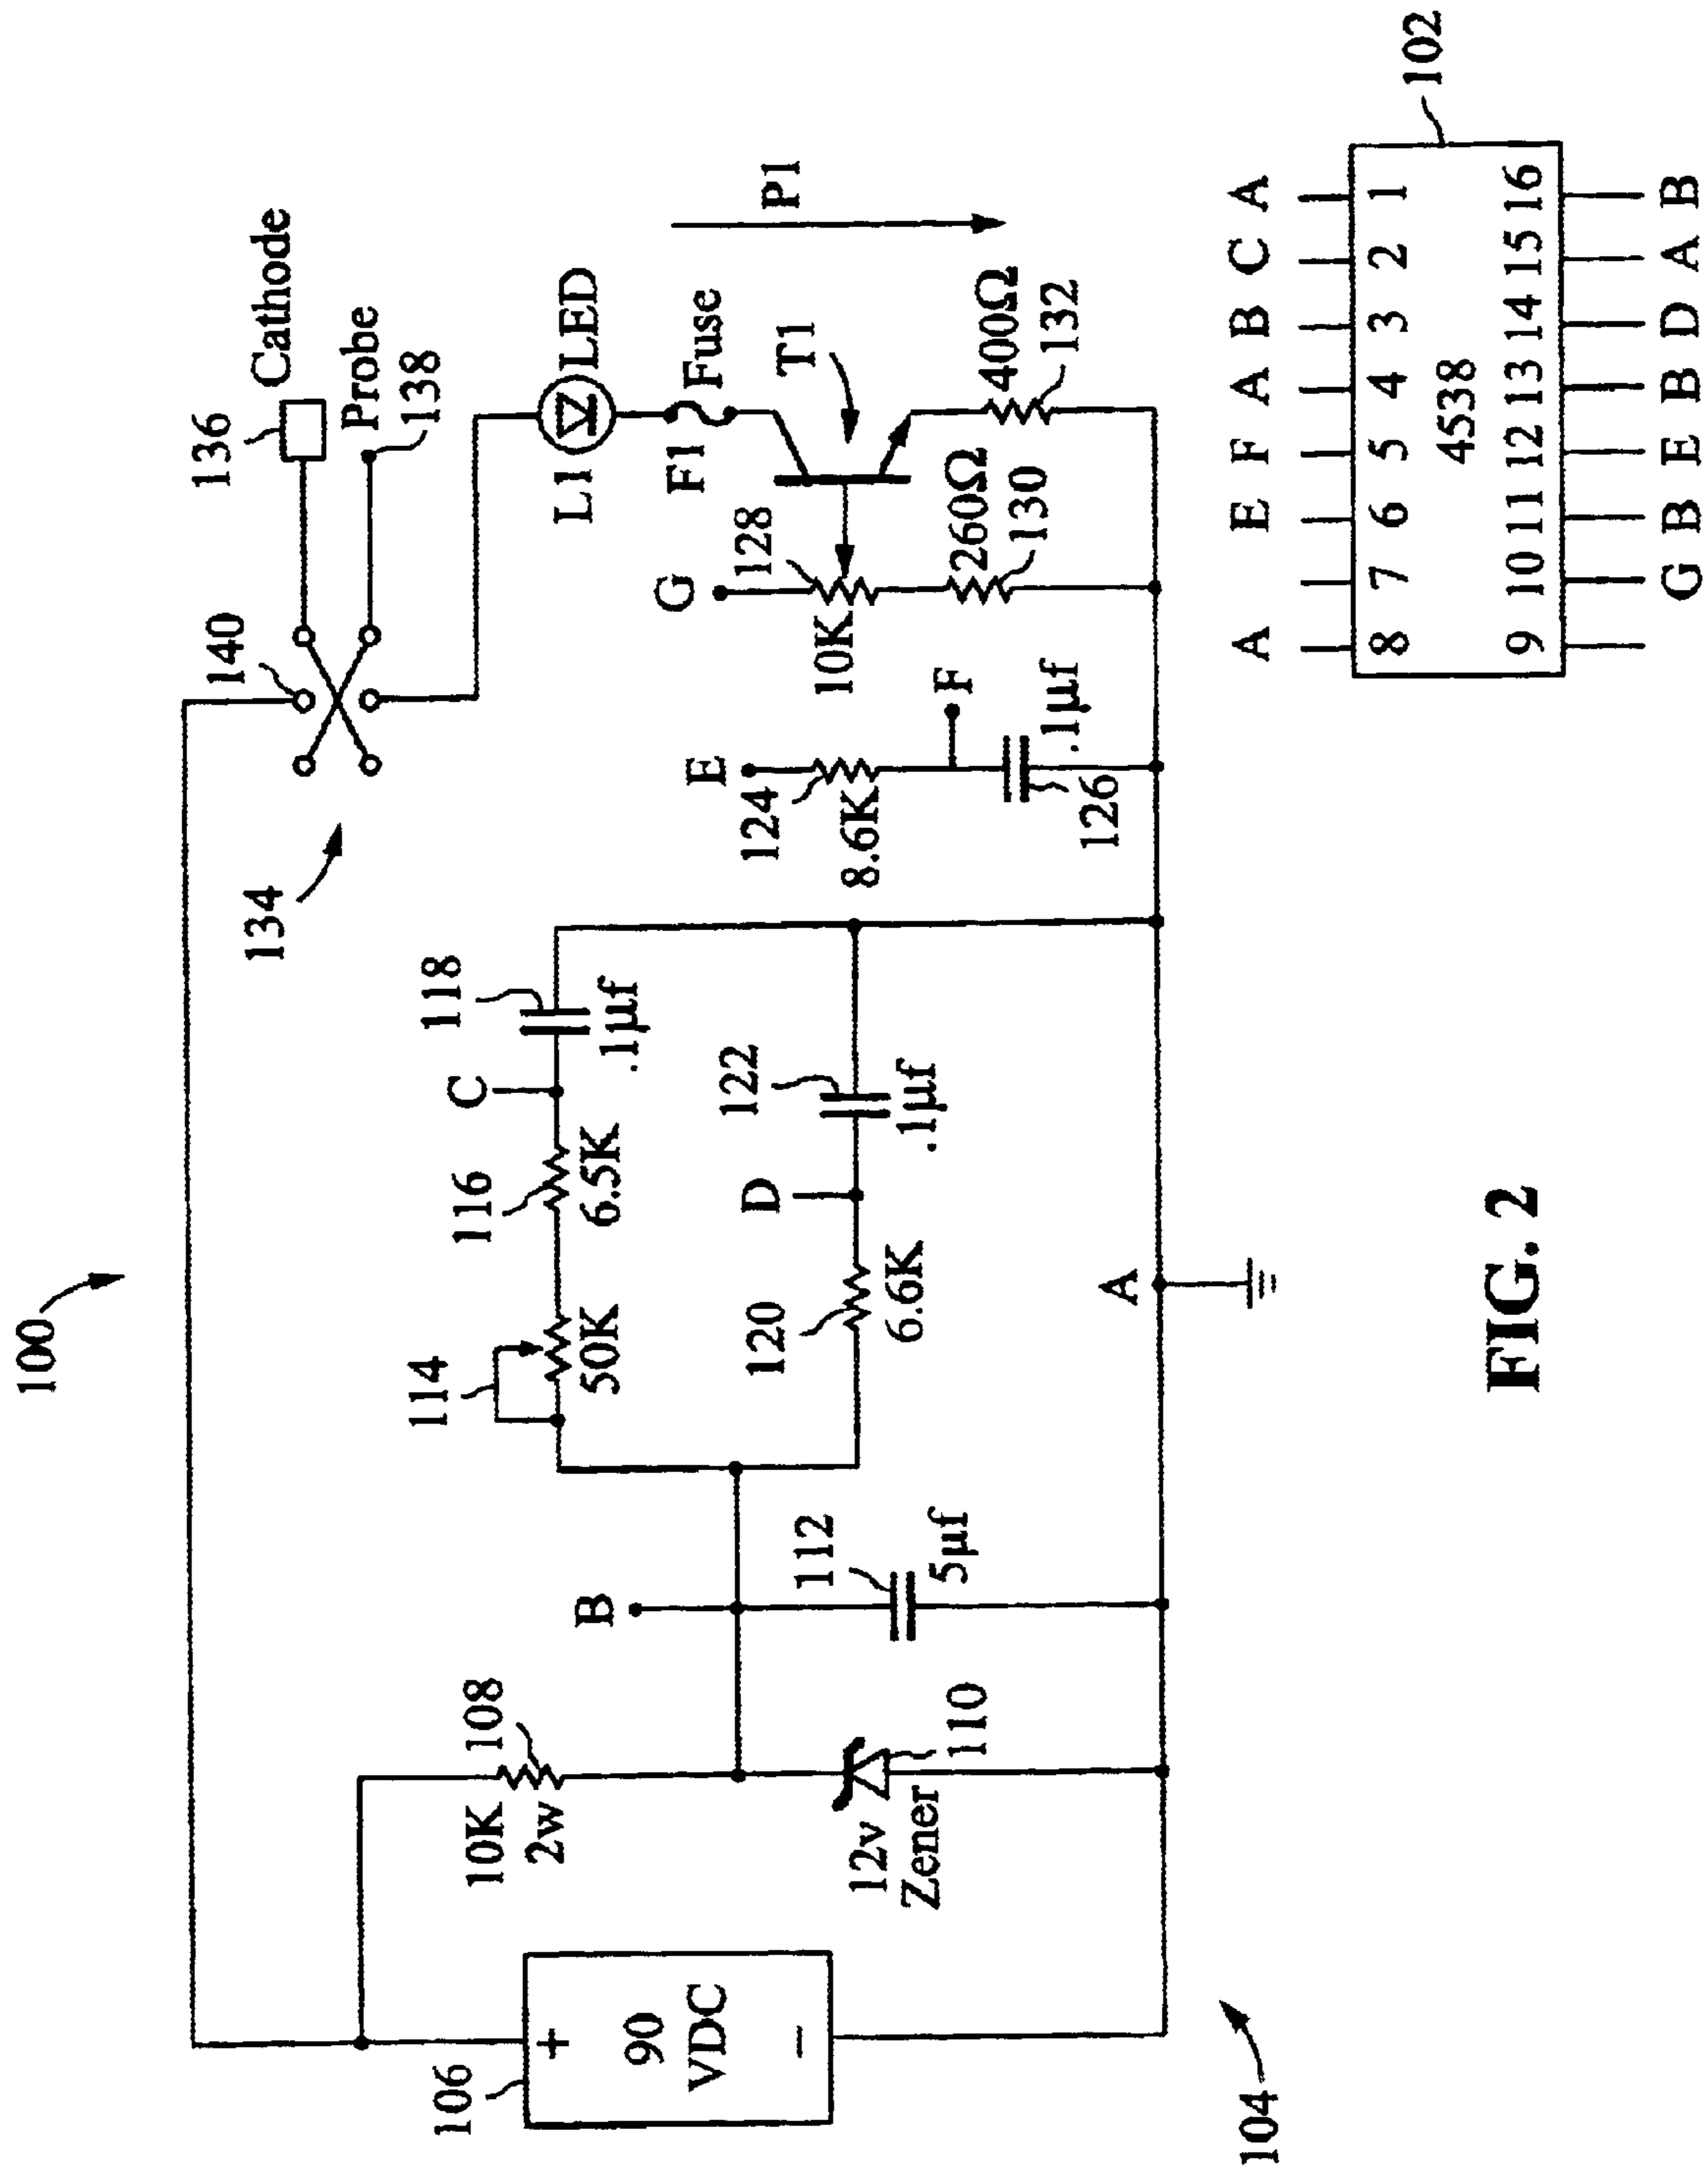 100
140
136
Cathode
Probe
138
134
118
C
.1µf
116
6.5K
114
50K
122
D
.1µf
120
6.6K
L1
LED
F1
Fuse
P1
G
128
10K
T1
260Ω
130
400Ω
132
E
124
8.6K
F
.1µf
126
B
112
5µf
10K
2w
108
12v
Zener
110
106
+
90
VDC
−
A
104
A E F A B C A
8 7 6 5 4 3 2 1
4538
9 10 11 12 13 14 15 16
G B E B D A B
102
FIG. 2